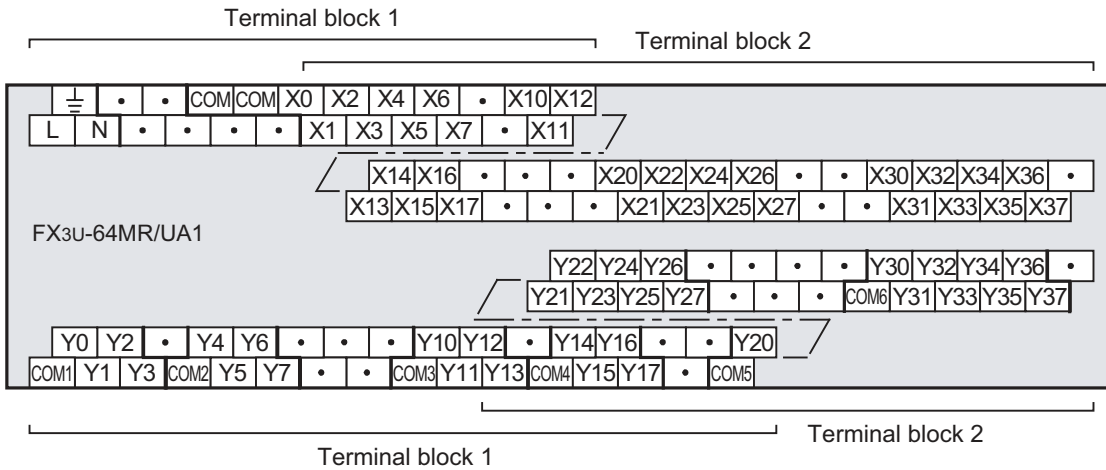 Terminal block 1
Terminal block 2
⏚ • • COM COM X0 X2 X4 X6 • X10 X12
L N • • • • X1 X3 X5 X7 • X11
X14 X16 • • • X20 X22 X24 X26 • • X30 X32 X34 X36 •
X13 X15 X17 • • • X21 X23 X25 X27 • • X31 X33 X35 X37
FX3U-64MR/UA1
Y22 Y24 Y26 • • • • Y30 Y32 Y34 Y36 •
Y21 Y23 Y25 Y27 • • • COM6 Y31 Y33 Y35 Y37
Y0 Y2 • Y4 Y6 • • • Y10 Y12 • Y14 Y16 • • Y20
COM1 Y1 Y3 COM2 Y5 Y7 • • COM3 Y11 Y13 COM4 Y15 Y17 • COM5
Terminal block 2
Terminal block 1